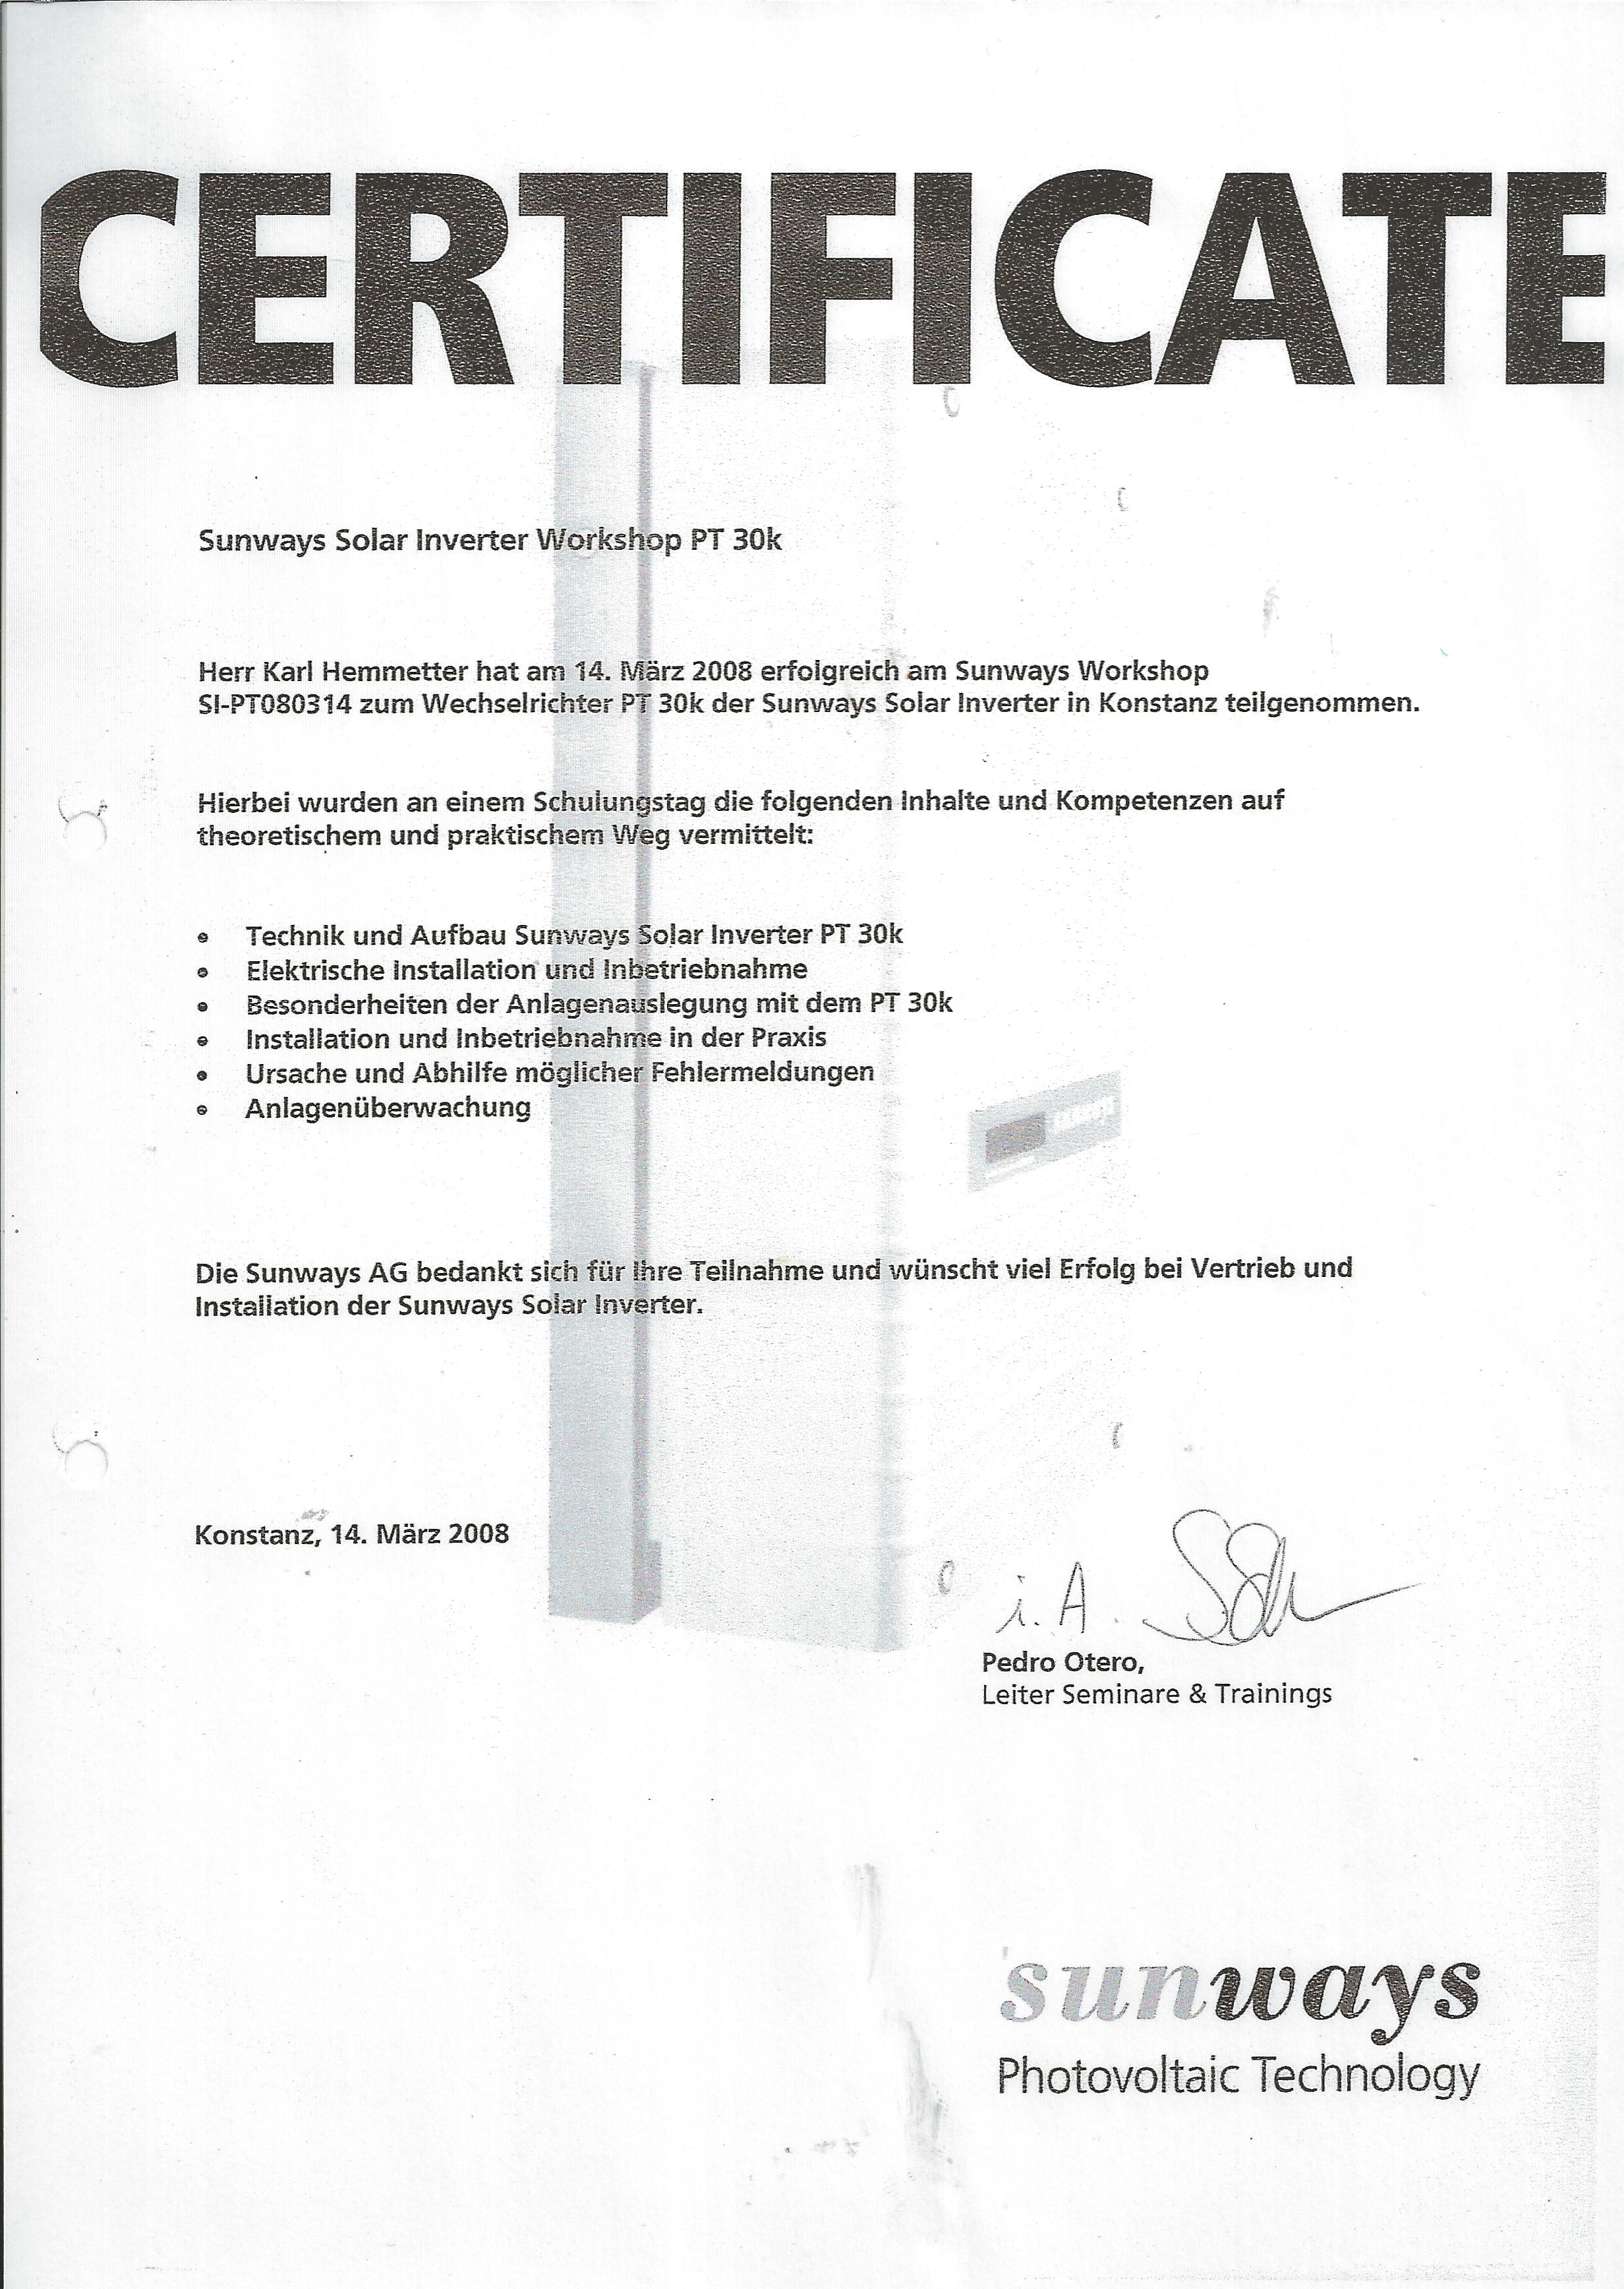 CERTIFICATE
Sunways Solar Inverter Workshop PT 30k
Herr Karl Hemmetter hat am 14. März 2008 erfolgreich am Sunways Workshop
SI-PT080314 zum Wechselrichter PT 30k der Sunways Solar Inverter in Konstanz teilgenommen.
Hierbei wurden an einem Schulungstag die folgenden Inhalte und Kompetenzen auf
theoretischem und praktischem Weg vermittelt:
• Technik und Aufbau Sunways Solar Inverter PT 30k
• Elektrische Installation und Inbetriebnahme
• Besonderheiten der Anlagenauslegung mit dem PT 30k
• Installation und Inbetriebnahme in der Praxis
• Ursache und Abhilfe möglicher Fehlermeldungen
• Anlagenüberwachung
Die Sunways AG bedankt sich für Ihre Teilnahme und wünscht viel Erfolg bei Vertrieb und
Installation der Sunways Solar Inverter.
Konstanz, 14. März 2008
i. A.
Pedro Otero,
Leiter Seminare & Trainings
sunways
Photovoltaic Technology